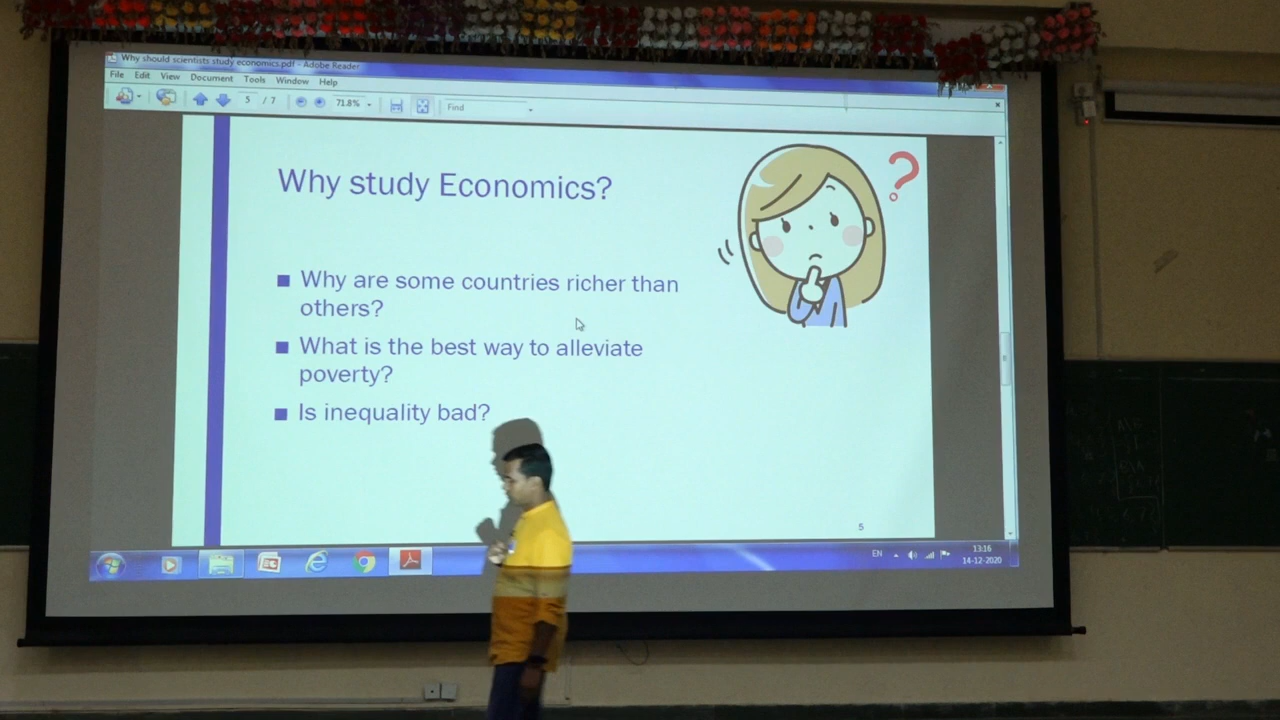 Why should scientists study economics.pdf - Adobe Reader
File Edit View Document Tools Window Help
5 / 7 71.8% Find
Why study Economics?
?
■ Why are some countries richer than
others?
■ What is the best way to alleviate
poverty?
■ Is inequality bad?
5
EN 13:16
14-12-2020